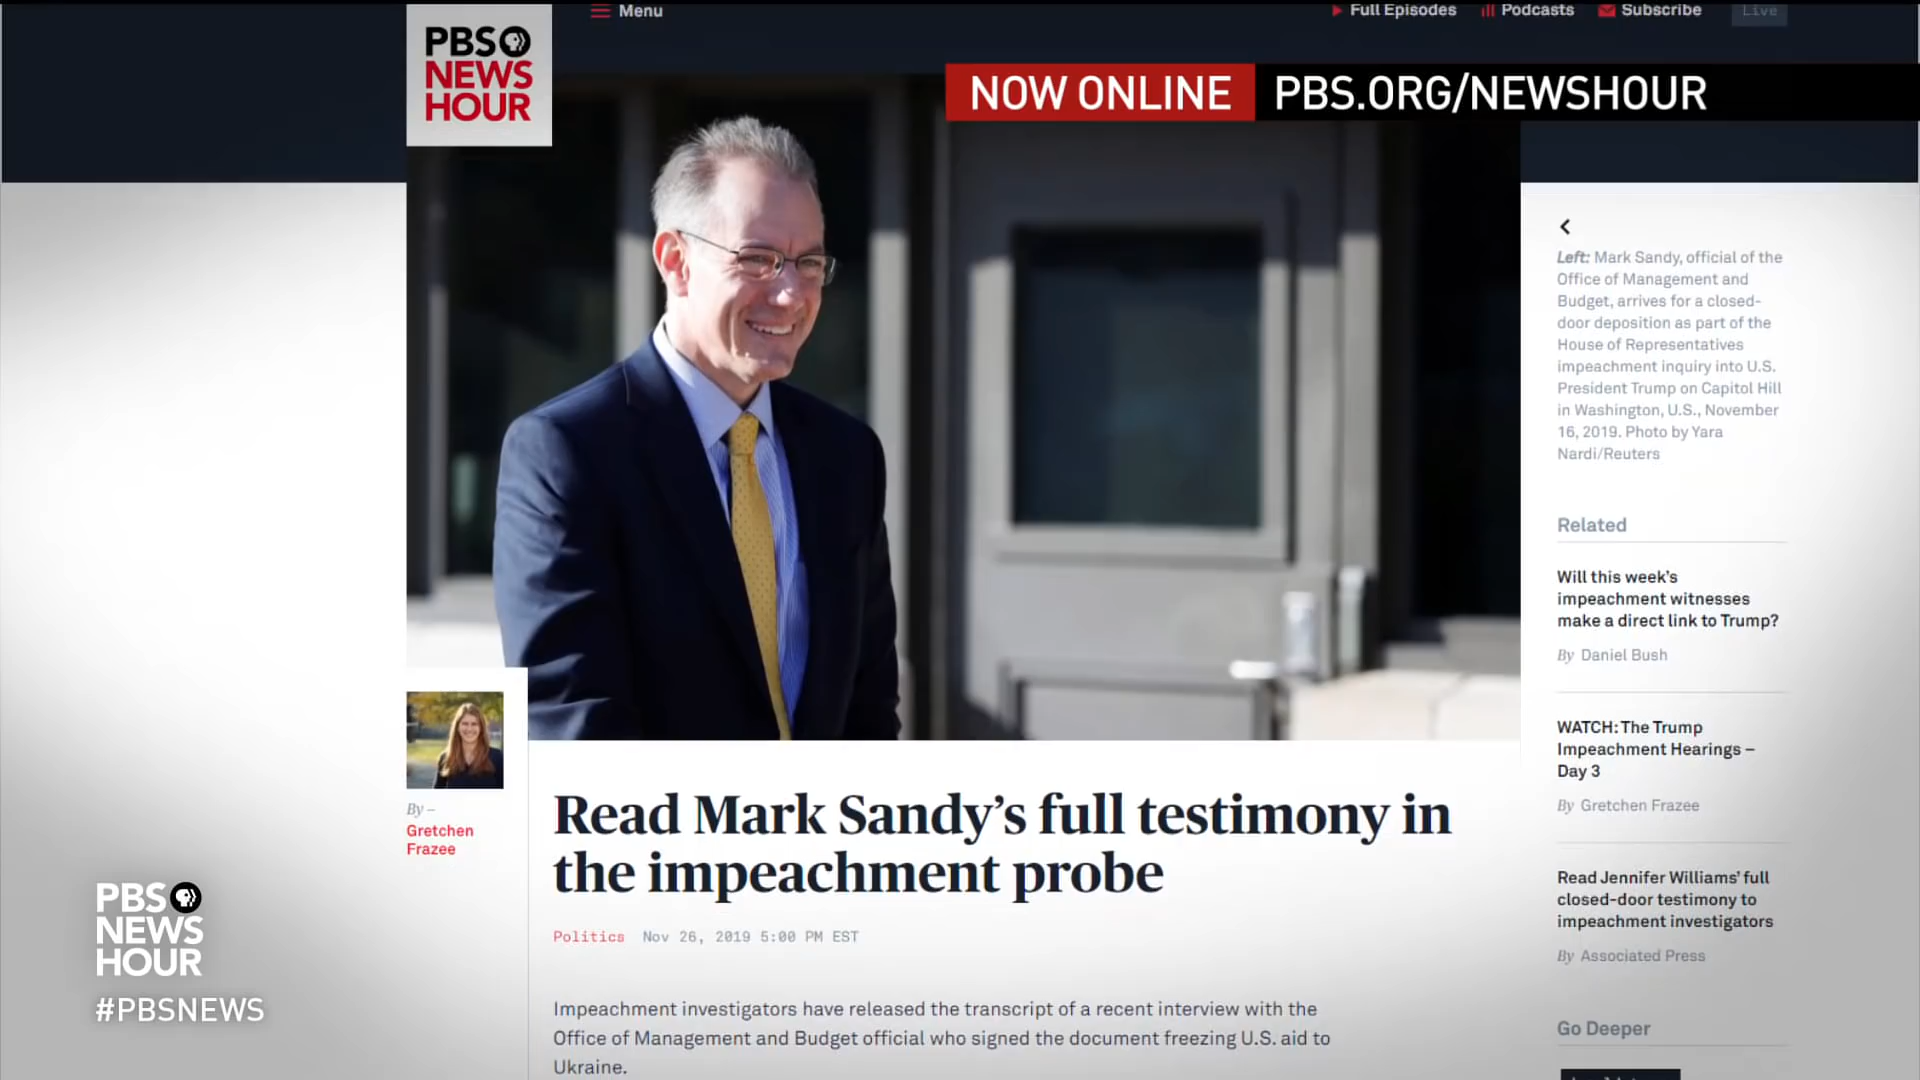 Menu
Full Episodes
Podcasts
Subscribe
Live
PBS
NEWS
HOUR
NOW ONLINE
PBS.ORG/NEWSHOUR
Left: Mark Sandy, official of the
Office of Management and
Budget, arrives for a closed-
door deposition as part of the
House of Representatives
impeachment inquiry into U.S.
President Trump on Capitol Hill
in Washington, U.S., November
16, 2019. Photo by Yara
Nardi/Reuters
Related
Will this week’s
impeachment witnesses
make a direct link to Trump?
By Daniel Bush
WATCH: The Trump
Impeachment Hearings –
Day 3
By Gretchen Frazee
Read Jennifer Williams’ full
closed-door testimony to
impeachment investigators
By Associated Press
Go Deeper
By –
Gretchen
Frazee
Read Mark Sandy’s full testimony in
the impeachment probe
Politics Nov 26, 2019 5:00 PM EST
Impeachment investigators have released the transcript of a recent interview with the
Office of Management and Budget official who signed the document freezing U.S. aid to
Ukraine.
PBS
NEWS
HOUR
#PBSNEWS